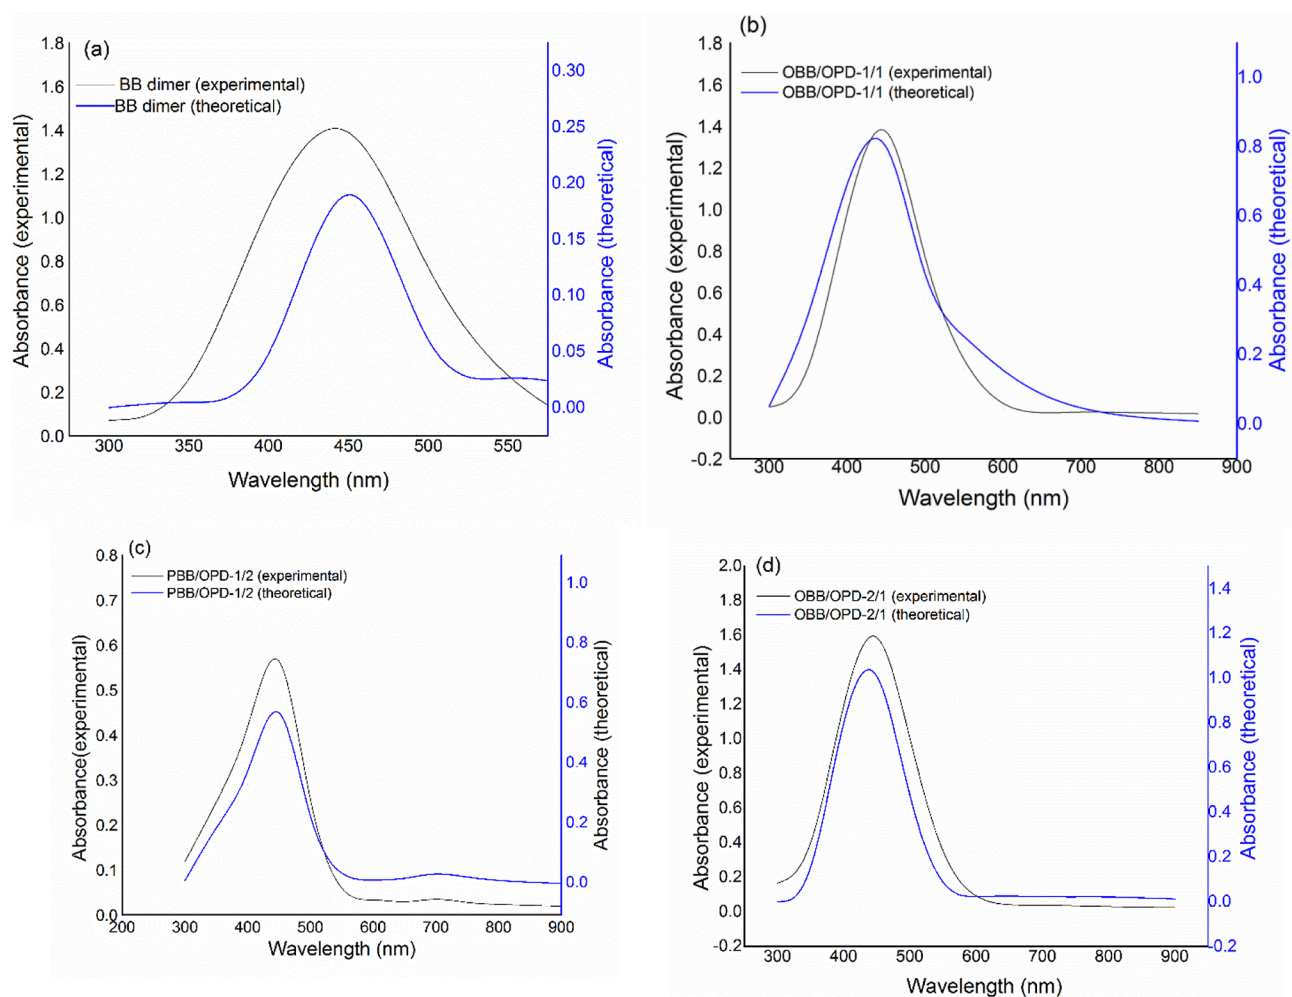 (a)
BB dimer (experimental)
BB dimer (theoretical)
Absorbance (experimental)
1.8
1.6
1.4
1.2
1.0
0.8
0.6
0.4
0.2
0.0
300 350 400 450 500 550
Wavelength (nm)
0.30
0.25
0.20
0.15
0.10
0.05
0.00
Absorbance (theoretical)
(b)
OBB/OPD-1/1 (experimental)
OBB/OPD-1/1 (theoretical)
Absorbance (experimental)
1.8
1.6
1.4
1.2
1.0
0.8
0.6
0.4
0.2
0.0
-0.2
300 400 500 600 700 800 900
Wavelength (nm)
1.0
0.8
0.6
0.4
0.2
0.0
Absorbance (theoretical)
(c)
PBB/OPD-1/2 (experimental)
PBB/OPD-1/2 (theoretical)
Absorbance(experimental)
0.8
0.7
0.6
0.5
0.4
0.3
0.2
0.1
0.0
200 300 400 500 600 700 800 900
Wavelength (nm)
1.0
0.8
0.6
0.4
0.2
0.0
Absorbance (theoretical)
(d)
OBB/OPD-2/1 (experimental)
OBB/OPD-2/1 (theoretical)
Absorbance (experimental)
2.0
1.8
1.6
1.4
1.2
1.0
0.8
0.6
0.4
0.2
0.0
-0.2
300 400 500 600 700 800 900
Wavelength (nm)
1.4
1.2
1.0
0.8
0.6
0.4
0.2
0.0
-0.2
Absorbance (theoretical)